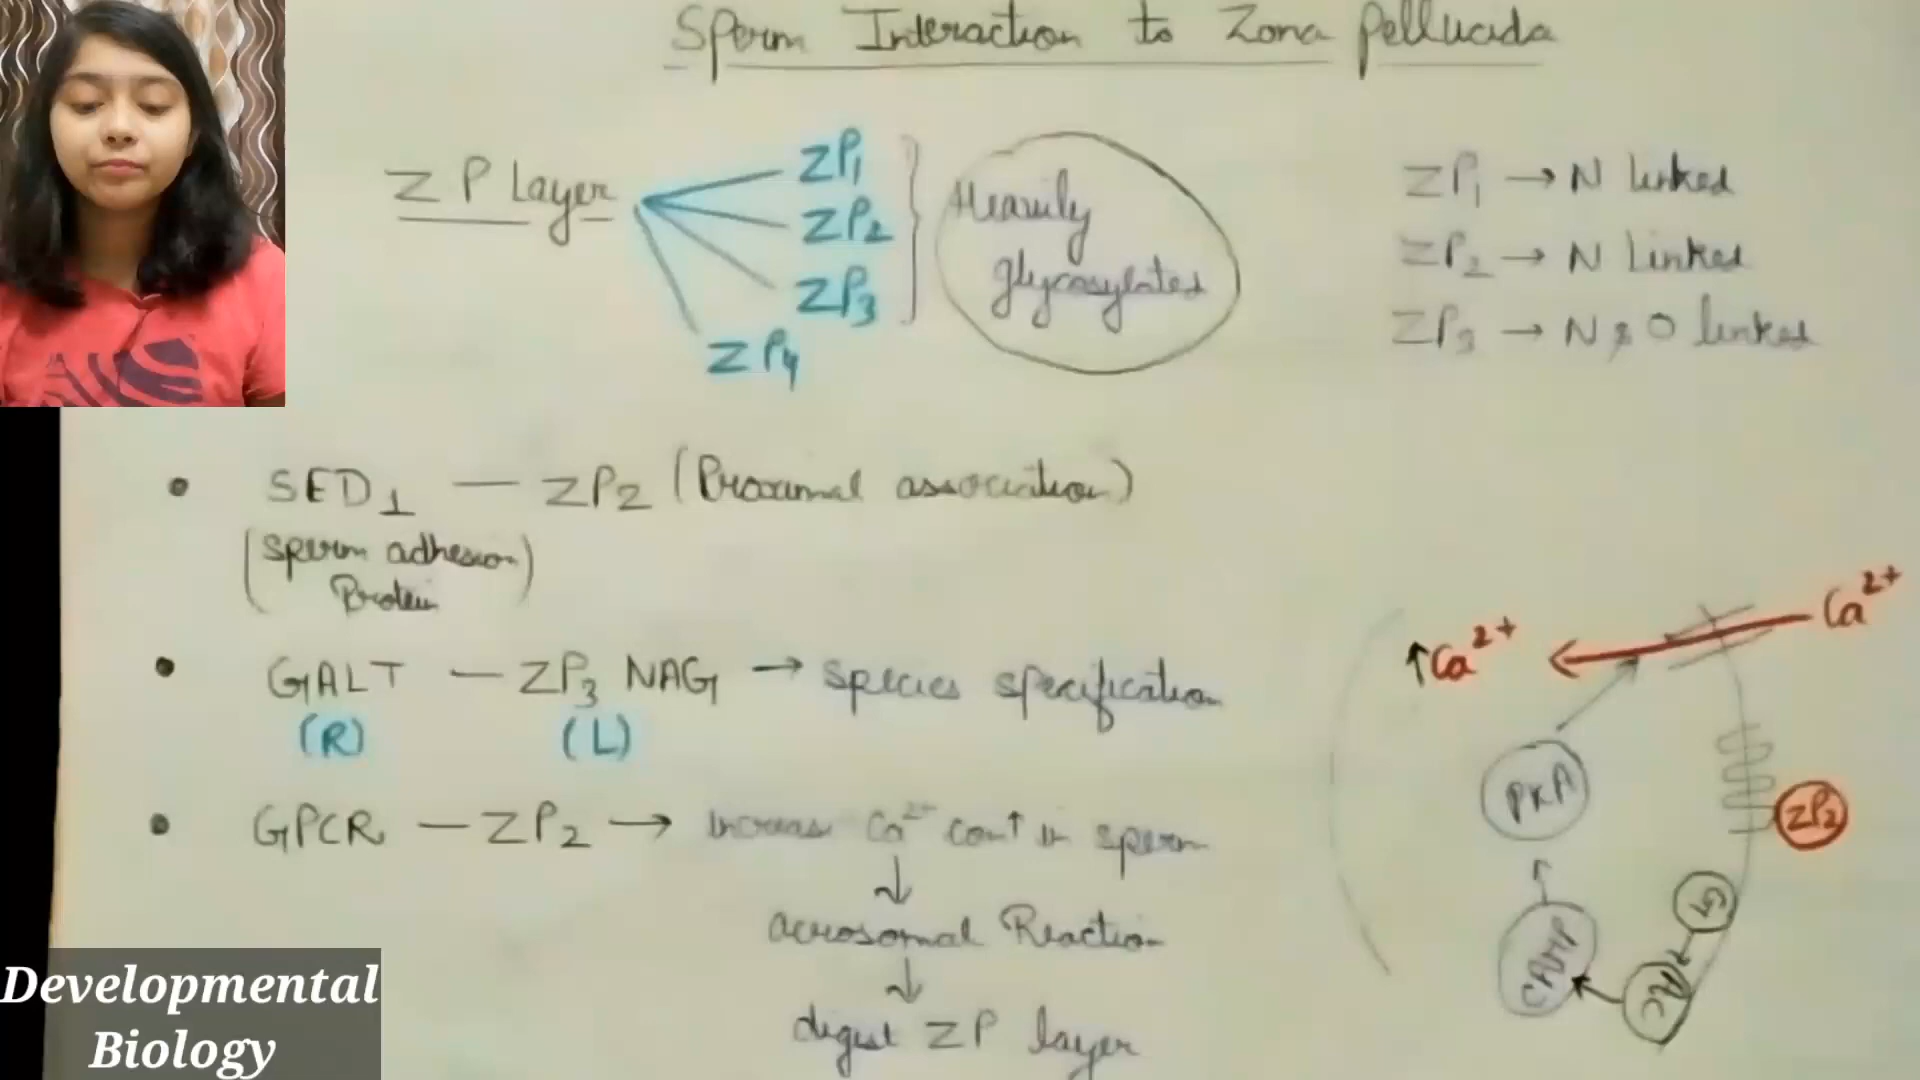 Sperm Interaction to Zona Pellucida
ZP Layer
ZP1
ZP2
ZP3
ZP4
Heavily
glycosylated
ZP1 → N linked
ZP2 → N Linked
ZP3 → N & O linked
• SED1 — ZP2 (Proximal association)
(sperm adhesion
Protein)
• GALT — ZP3 NAG → species specification
(R) (L)
• GPCR — ZP2 → increase Ca2+ con↑ in sperm
↓
acrosomal Reaction
↓
digest ZP layer
Ca2+
↑Ca2+
PKA
ZP2
G
AC
cAMP
Developmental
Biology